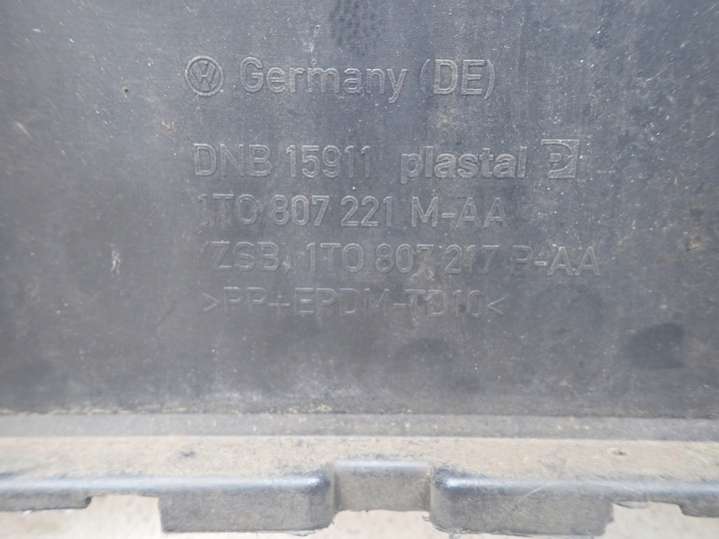 Germany (DE)
DNB 15911 plastal
1T0 807 221 M-AA
(ZSB) 1T0 807 217 P-AA
>PP+EPDM-TD10<